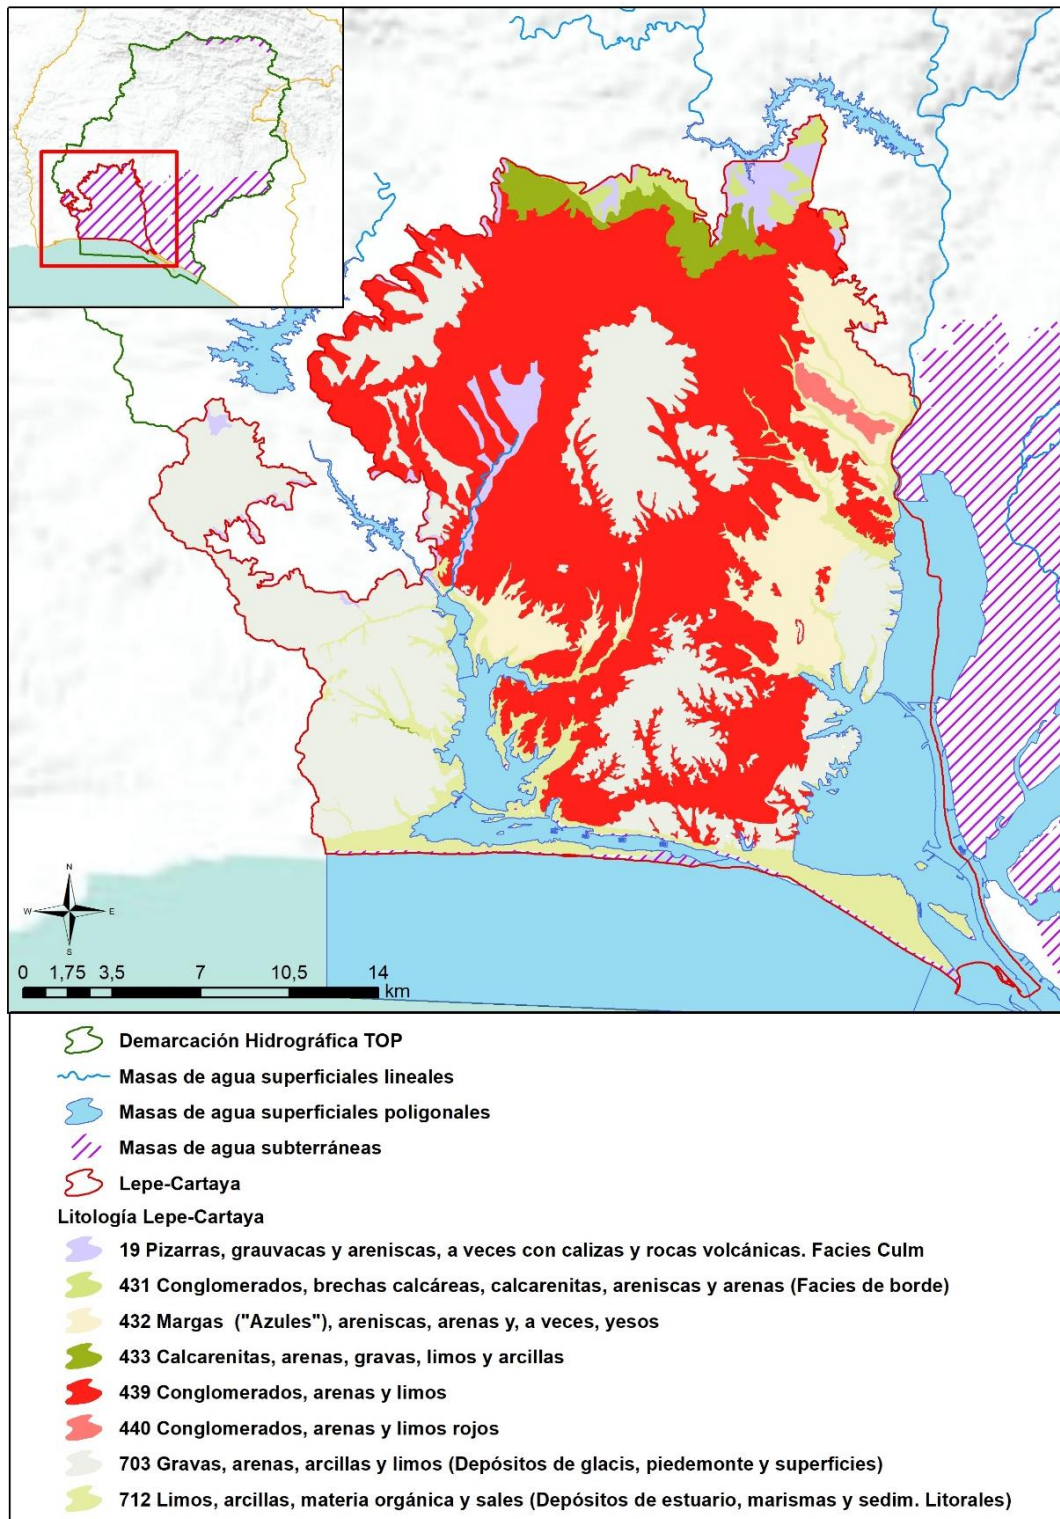 N
W
E
S
0 1,75 3,5 7 10,5 14
km
Demarcación Hidrográfica TOP
Masas de agua superficiales lineales
Masas de agua superficiales poligonales
Masas de agua subterráneas
Lepe-Cartaya
Litología Lepe-Cartaya
19 Pizarras, grauvacas y areniscas, a veces con calizas y rocas volcánicas. Facies Culm
431 Conglomerados, brechas calcáreas, calcarenitas, areniscas y arenas (Facies de borde)
432 Margas ("Azules"), areniscas, arenas y, a veces, yesos
433 Calcarenitas, arenas, gravas, limos y arcillas
439 Conglomerados, arenas y limos
440 Conglomerados, arenas y limos rojos
703 Gravas, arenas, arcillas y limos (Depósitos de glacis, piedemonte y superficies)
712 Limos, arcillas, materia orgánica y sales (Depósitos de estuario, marismas y sedim. Litorales)